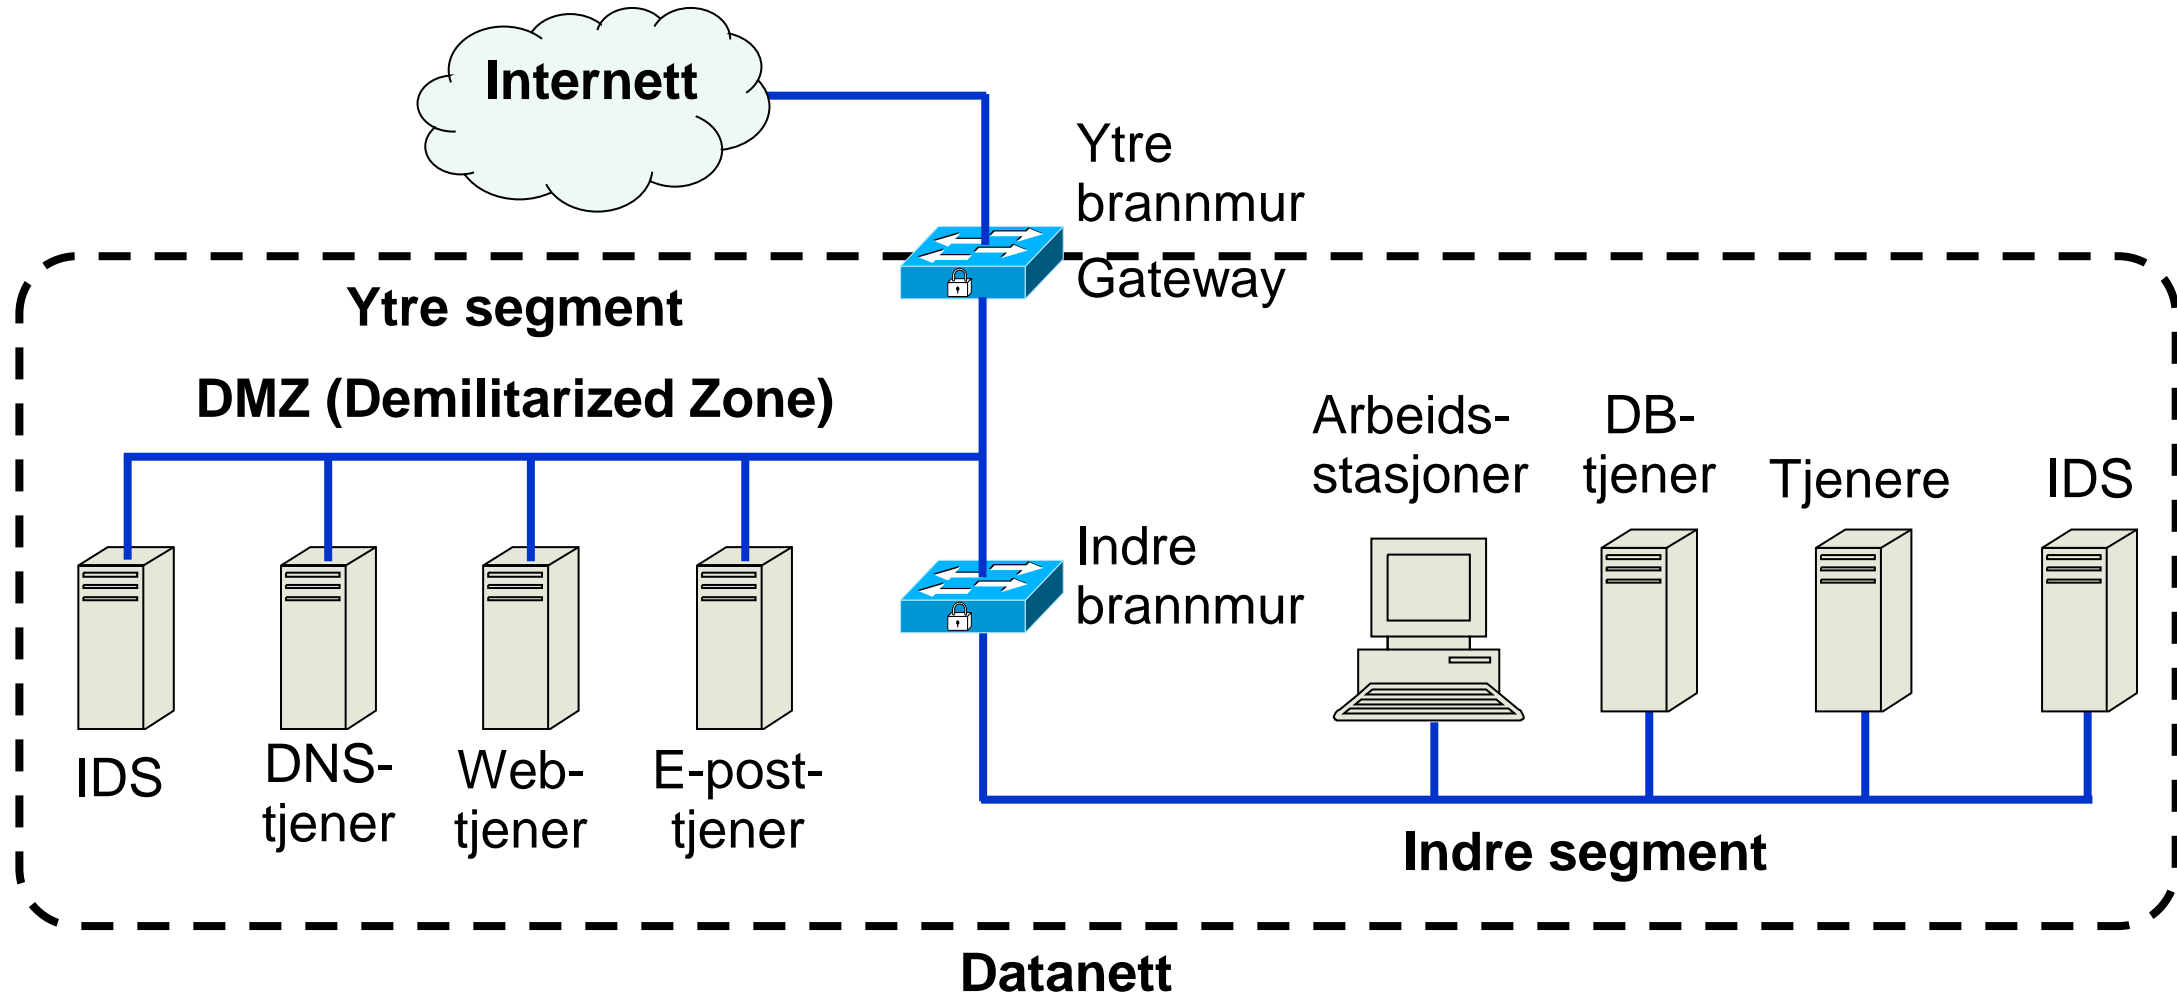 Internett
Ytre
brannmur
Gateway
Ytre segment
DMZ (Demilitarized Zone)
Arbeids-
stasjoner
DB-
tjener
Tjenere
IDS
Indre
brannmur
IDS
DNS-
tjener
Web-
tjener
E-post-
tjener
Indre segment
Datanett